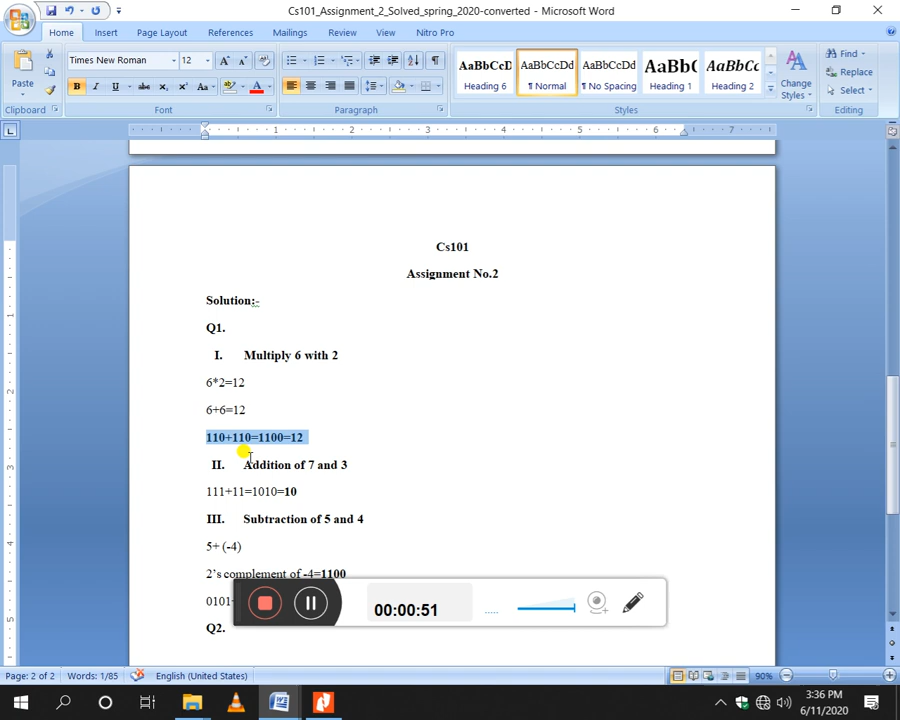 Cs101_Assignment_2_Solved_spring_2020-converted - Microsoft Word
Home Insert Page Layout References Mailings Review View Nitro Pro
Times New Roman 12
Paste
Clipboard Font Paragraph Styles Editing
AaBbCcD AaBbCcDd AaBbCcDd AaBb( AaBbCc
Heading 6 ¶ Normal ¶ No Spacing Heading 1 Heading 2
Change Styles
Find
Replace
Select
Cs101
Assignment No.2
Solution:-
Q1.
I. Multiply 6 with 2
6*2=12
6+6=12
110+110=1100=12
II. Addition of 7 and 3
111+11=1010=10
III. Subtraction of 5 and 4
5+ (-4)
2's complement of -4=1100
0101
Q2.
00:00:51
Page: 2 of 2 Words: 1/85 English (United States) 90%
3:36 PM
6/11/2020